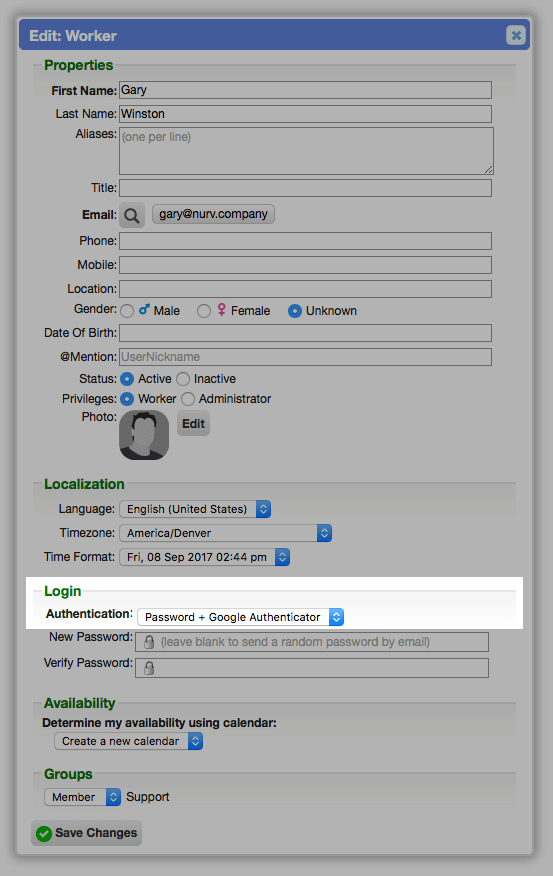 Edit: Worker
Properties
First Name: Gary
Last Name: Winston
Aliases: (one per line)
Title:
Email: gary@nurv.company
Phone:
Mobile:
Location:
Gender: Male Female Unknown
Date Of Birth:
@Mention: UserNickname
Status: Active Inactive
Privileges: Worker Administrator
Photo: Edit
Localization
Language: English (United States)
Timezone: America/Denver
Time Format: Fri, 08 Sep 2017 02:44 pm
Login
Authentication: Password + Google Authenticator
New Password: (leave blank to send a random password by email)
Verify Password:
Availability
Determine my availability using calendar:
Create a new calendar
Groups
Member Support
Save Changes